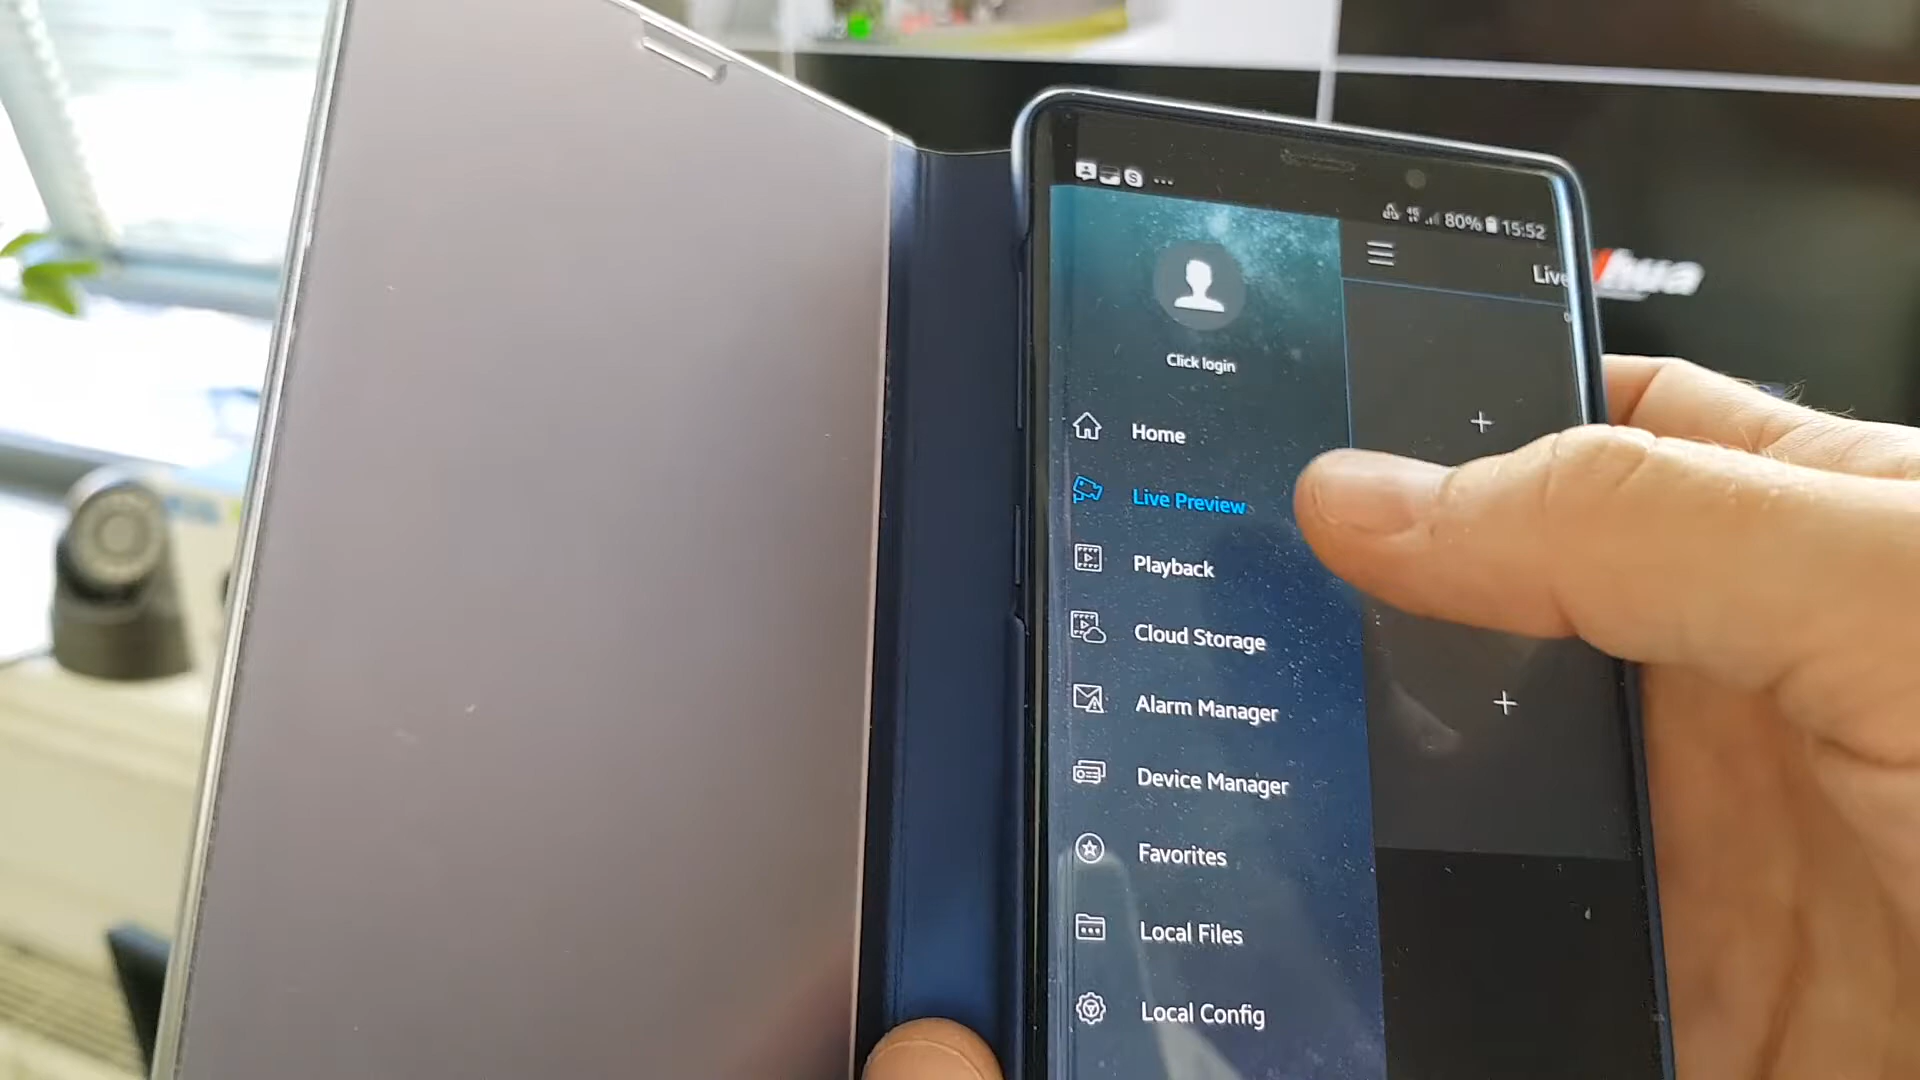 80% 15:52
Live
hua
Click login
Home
Live Preview
Playback
Cloud Storage
Alarm Manager
Device Manager
Favorites
Local Files
Local Config